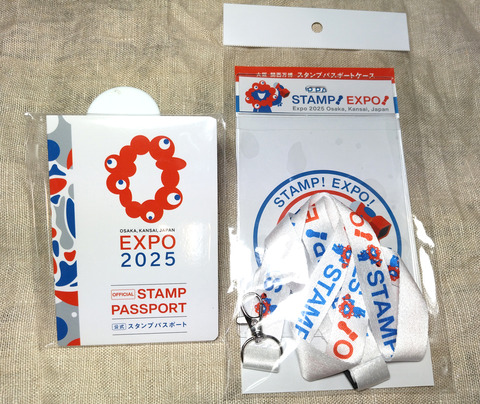 OSAKA, KANSAI, JAPAN
EXPO
2025
OFFICIAL STAMP
PASSPORT
公式 スタンプパスポート
大阪・関西万博 スタンプパスポートケース
STAMP! EXPO!
Expo 2025 Osaka, Kansai, Japan
STAMP! EXPO!
STAMP
STAMP